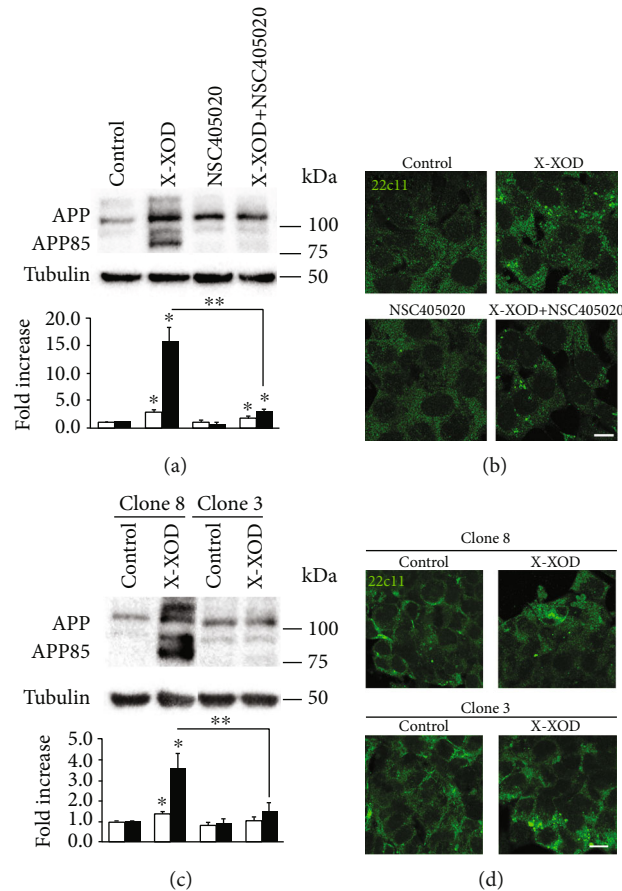 Control
X-XOD
NSC405020
X-XOD+NSC405020
kDa
APP
100
APP85
75
Tubulin
50
**
20.0
15.0
10.0
5.0
0.0
Fold increase
*
*
*
*
(a)
Control
X-XOD
22c11
NSC405020
X-XOD+NSC405020
(b)
Clone 8
Clone 3
Control
X-XOD
Control
X-XOD
kDa
APP
100
APP85
75
Tubulin
50
**
5.0
4.0
3.0
2.0
1.0
0.0
Fold increase
*
*
(c)
Clone 8
Control
X-XOD
22c11
Clone 3
Control
X-XOD
(d)